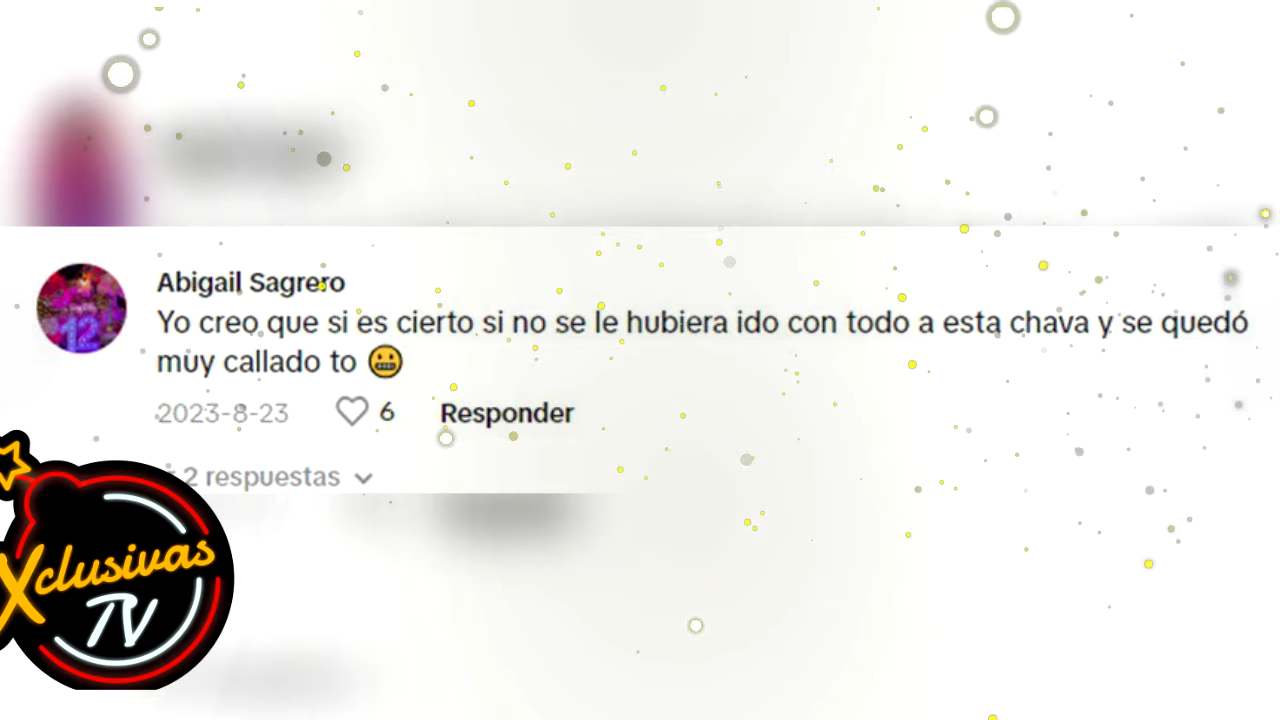 Abigail Sagrero
Yo creo que si es cierto si no se le hubiera ido con todo a esta chava y se quedó
muy callado to 😬
2023-8-23 6 Responder
2 respuestas
Xclusivas
TV
12